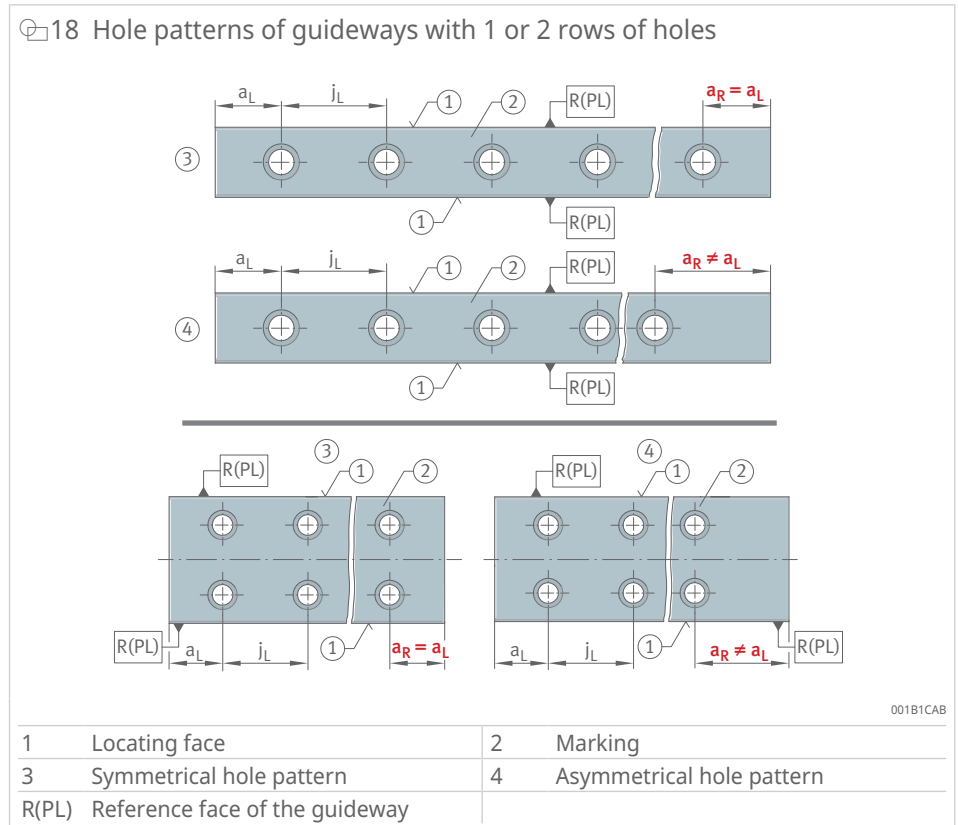 18 Hole patterns of guideways with 1 or 2 rows of holes
aL jL 1 2 R(PL) aR = aL
3
1 R(PL)
aL jL 1 2 R(PL) aR ≠ aL
4
1 R(PL)
3 4
R(PL) 1 2 R(PL) 1 2
R(PL) aL jL 1 aR = aL aL jL 1 aR ≠ aL R(PL)
001B1CAB
1 Locating face 2 Marking
3 Symmetrical hole pattern 4 Asymmetrical hole pattern
R(PL) Reference face of the guideway